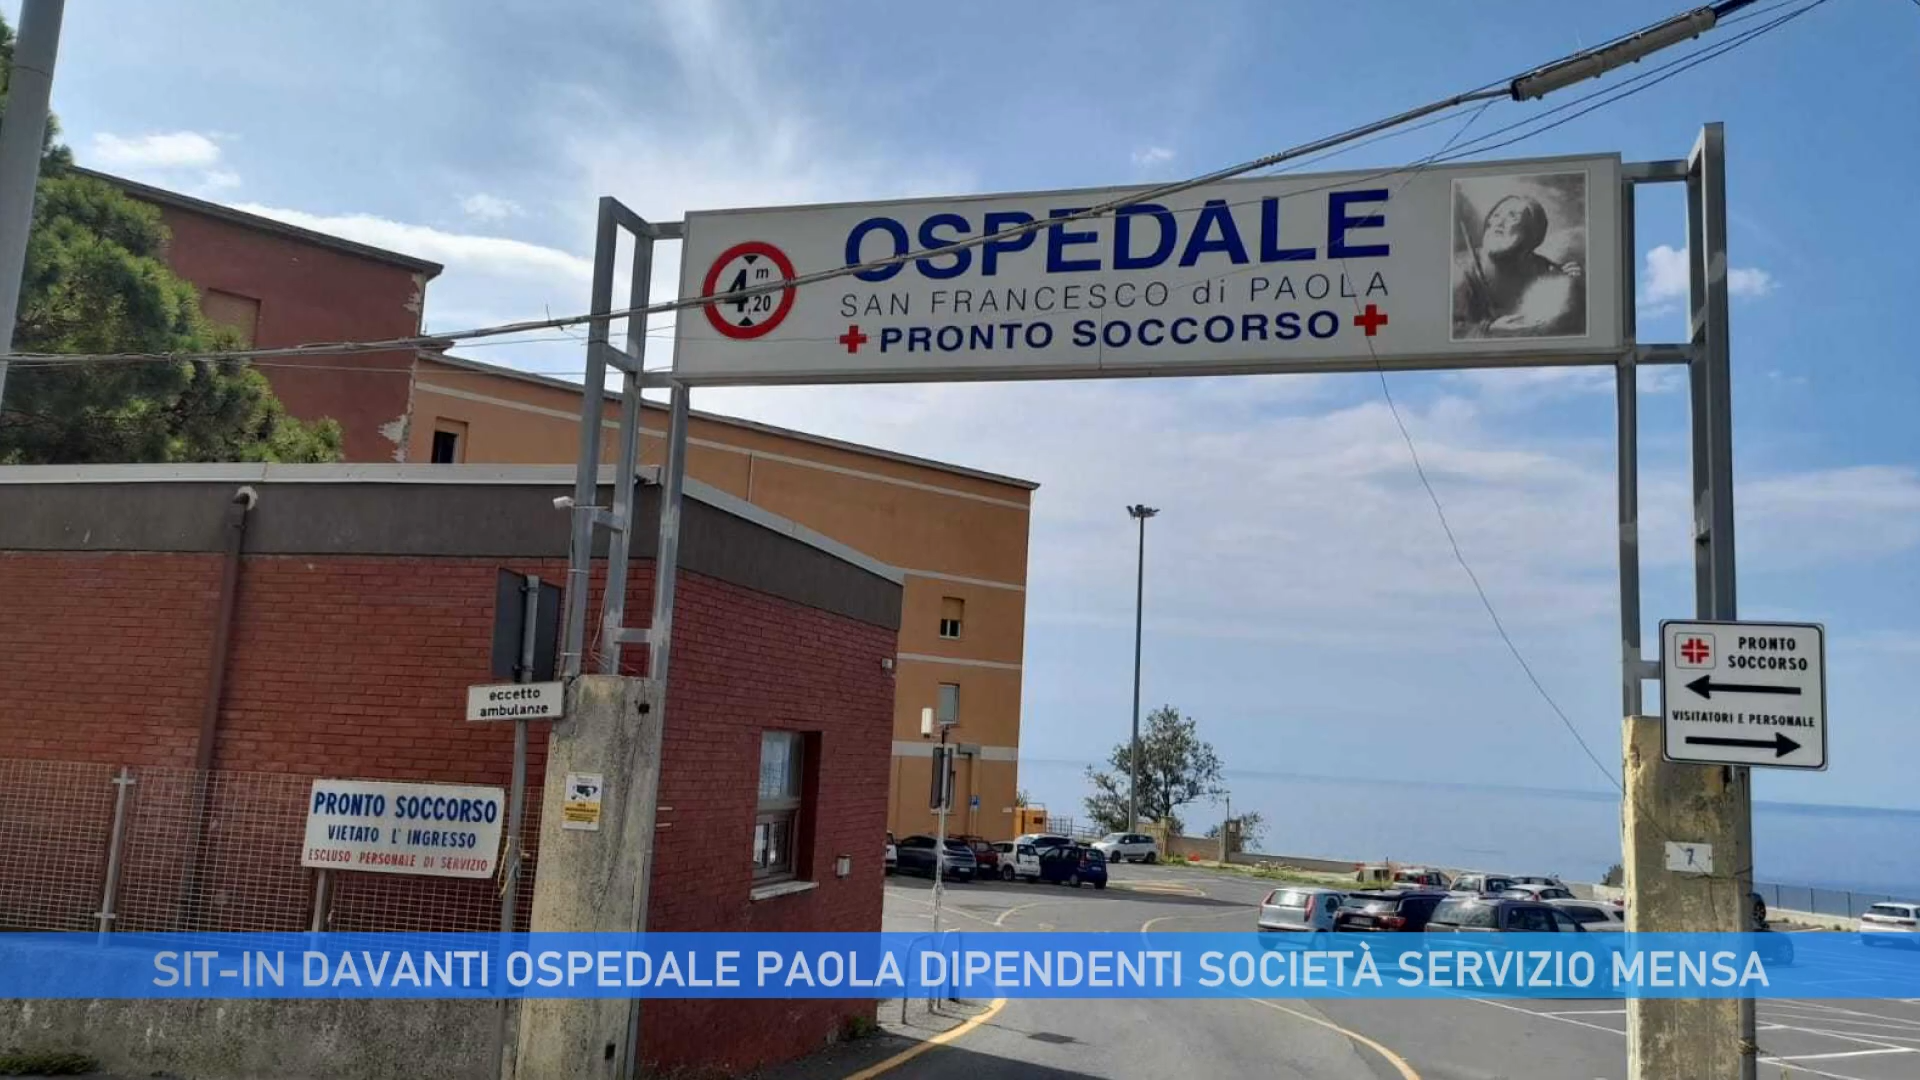 OSPEDALE
4 m ,20
SAN FRANCESCO di PAOLA
PRONTO SOCCORSO
PRONTO
SOCCORSO
VISITATORI E PERSONALE
eccetto
ambulanze
PRONTO SOCCORSO
VIETATO L' INGRESSO
ESCLUSO PERSONALE DI SERVIZIO
7
SIT-IN DAVANTI OSPEDALE PAOLA DIPENDENTI SOCIETÀ SERVIZIO MENSA